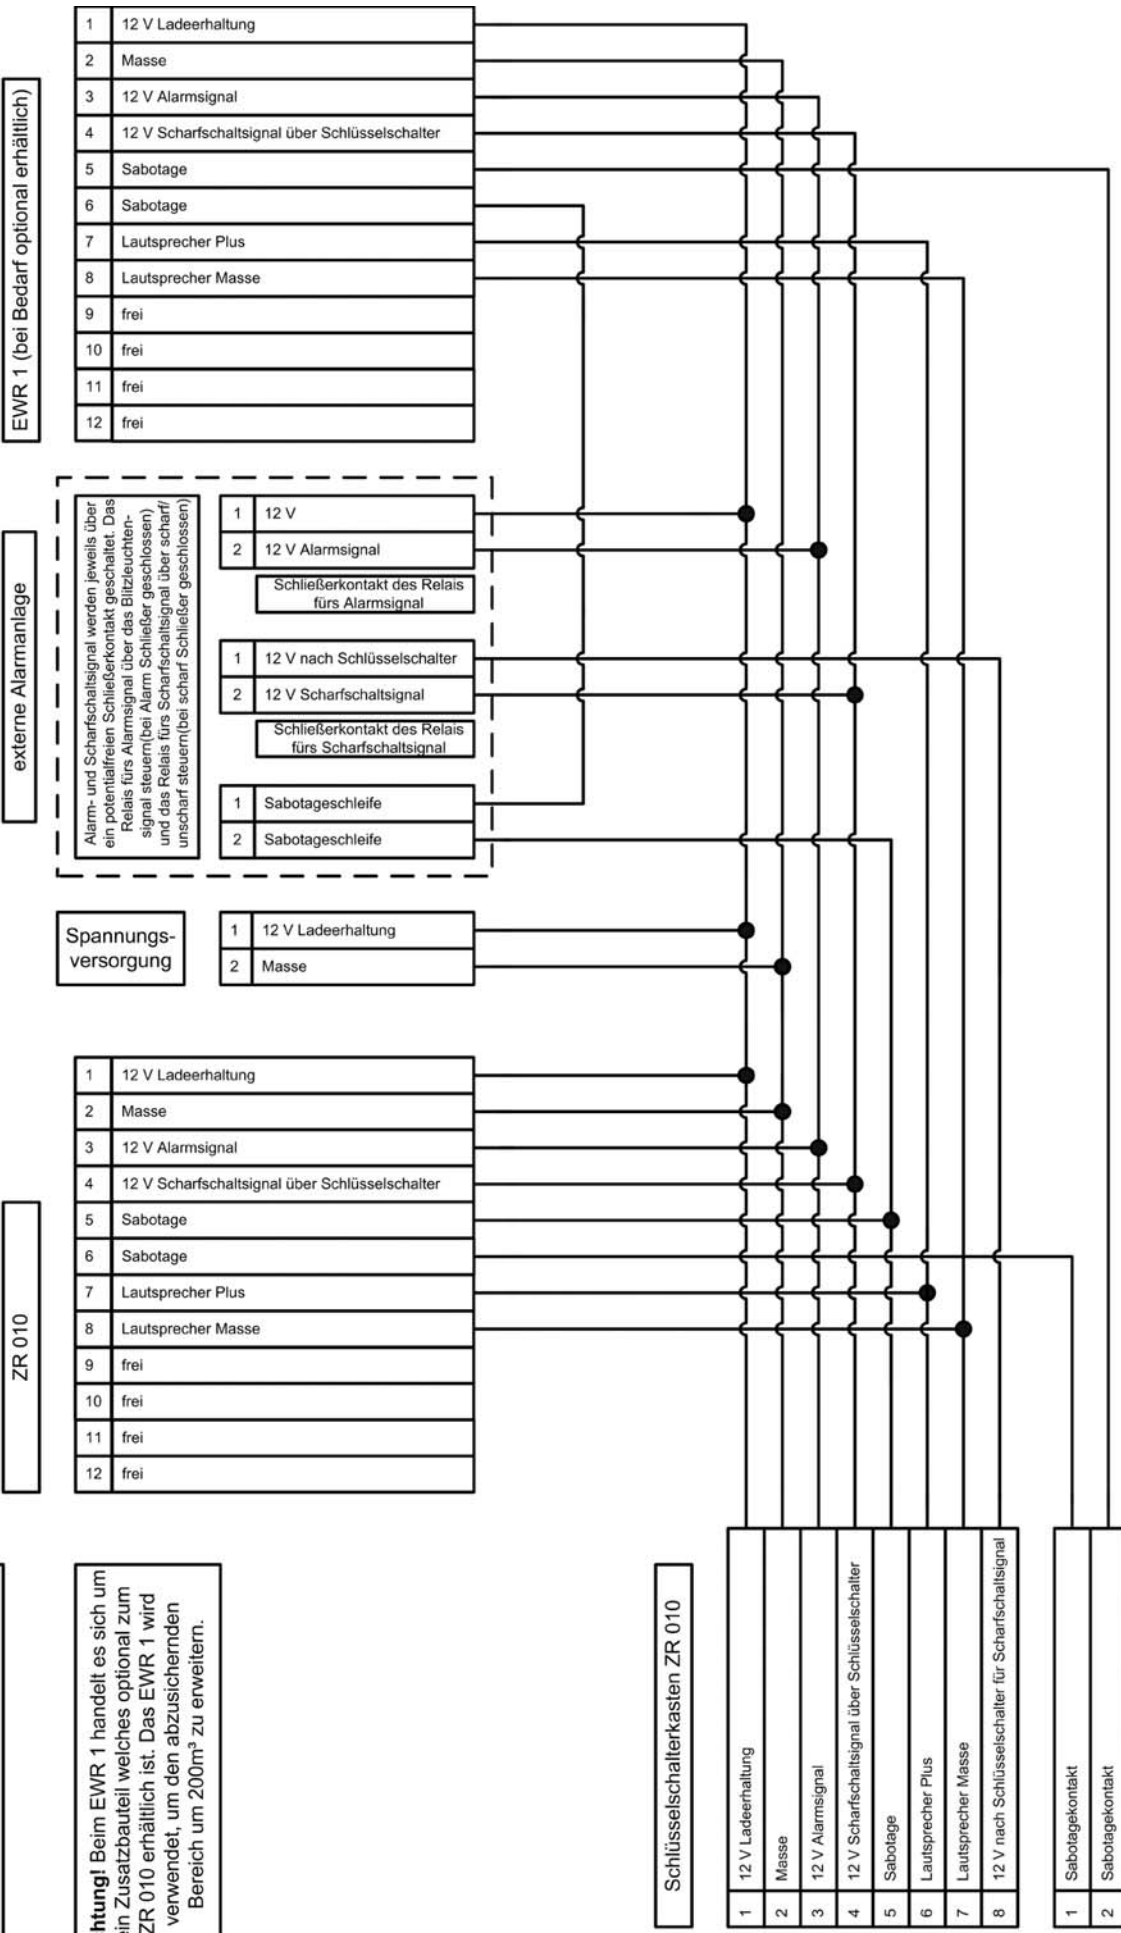 EWR 1 (bei Bedarf optional erhältlich)
1 12 V Ladeerhaltung
2 Masse
3 12 V Alarmsignal
4 12 V Scharfschaltsignal über Schlüsselschalter
5 Sabotage
6 Sabotage
7 Lautsprecher Plus
8 Lautsprecher Masse
9 frei
10 frei
11 frei
12 frei
externe Alarmanlage
Alarm- und Scharfschaltsignal werden jeweils über
ein potentialfreien Schließerkontakt geschaltet. Das
Relais fürs Alarmsignal über das Blitzleuchten-
signal steuern(bei Alarm Schließer geschlossen)
und das Relais fürs Scharfschaltsignal über scharf/
unscharf steuern(bei scharf Schließer geschlossen)
1 12 V
2 12 V Alarmsignal
Schließerkontakt des Relais
fürs Alarmsignal
1 12 V nach Schlüsselschalter
2 12 V Scharfschaltsignal
Schließerkontakt des Relais
fürs Scharfschaltsignal
1 Sabotageschleife
2 Sabotageschleife
Spannungs-
versorgung
1 12 V Ladeerhaltung
2 Masse
ZR 010
1 12 V Ladeerhaltung
2 Masse
3 12 V Alarmsignal
4 12 V Scharfschaltsignal über Schlüsselschalter
5 Sabotage
6 Sabotage
7 Lautsprecher Plus
8 Lautsprecher Masse
9 frei
10 frei
11 frei
12 frei
htung! Beim EWR 1 handelt es sich um
in Zusatzbauteil welches optional zum
ZR 010 erhältlich ist. Das EWR 1 wird
verwendet, um den abzusichernden
Bereich um 200m³ zu erweitern.
Schlüsselschalterkasten ZR 010
1 12 V Ladeerhaltung
2 Masse
3 12 V Alarmsignal
4 12 V Scharfschaltsignal über Schlüsselschalter
5 Sabotage
6 Lautsprecher Plus
7 Lautsprecher Masse
8 12 V nach Schlüsselschalter für Scharfschaltsignal
1 Sabotagekontakt
2 Sabotagekontakt